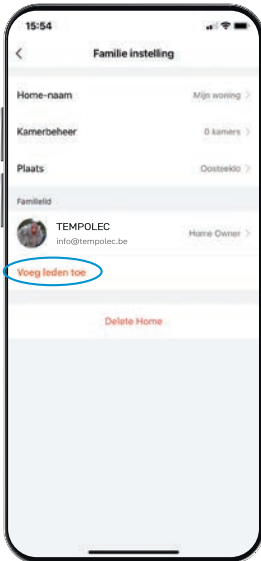 15:54
Familie instelling
Home-naam Mijn woning
Kamerbeheer 0 kamers
Plaats Oosteeklo
Familielid
TEMPOLEC
info@tempolec.be Home Owner
Voeg leden toe
Delete Home